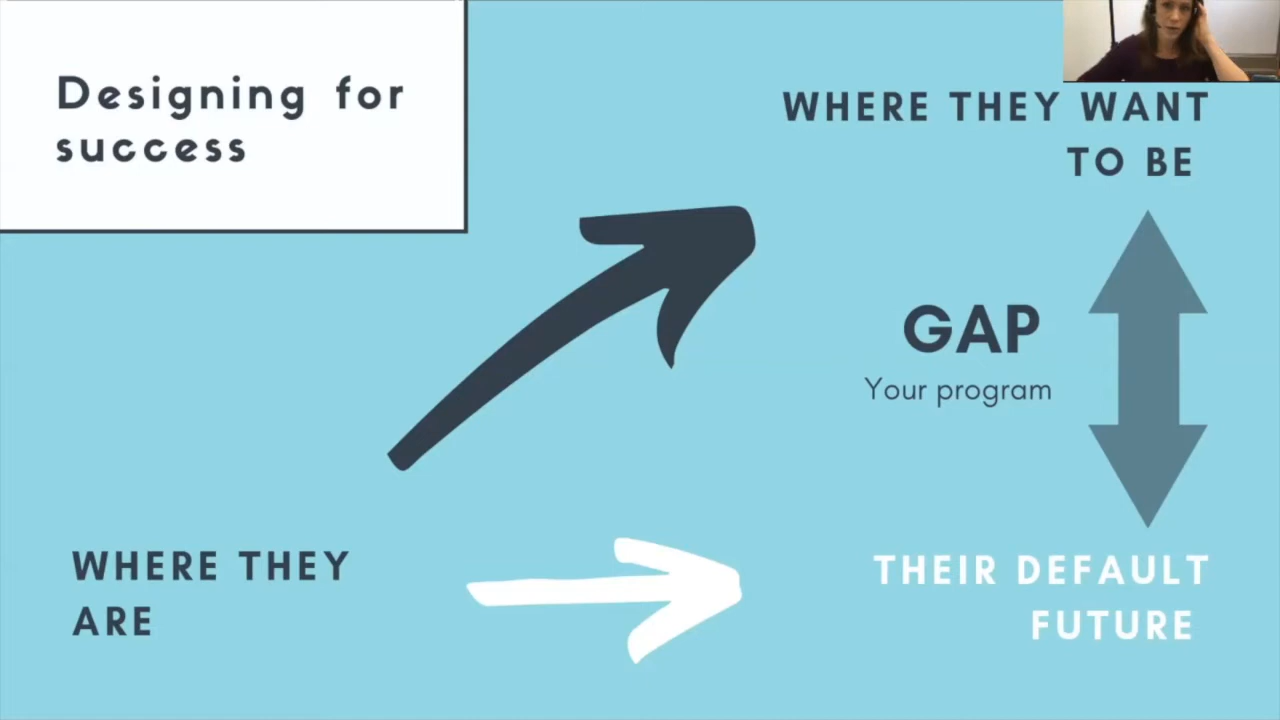 Designing for
success
WHERE THEY WANT
TO BE
GAP
Your program
WHERE THEY
ARE
THEIR DEFAULT
FUTURE